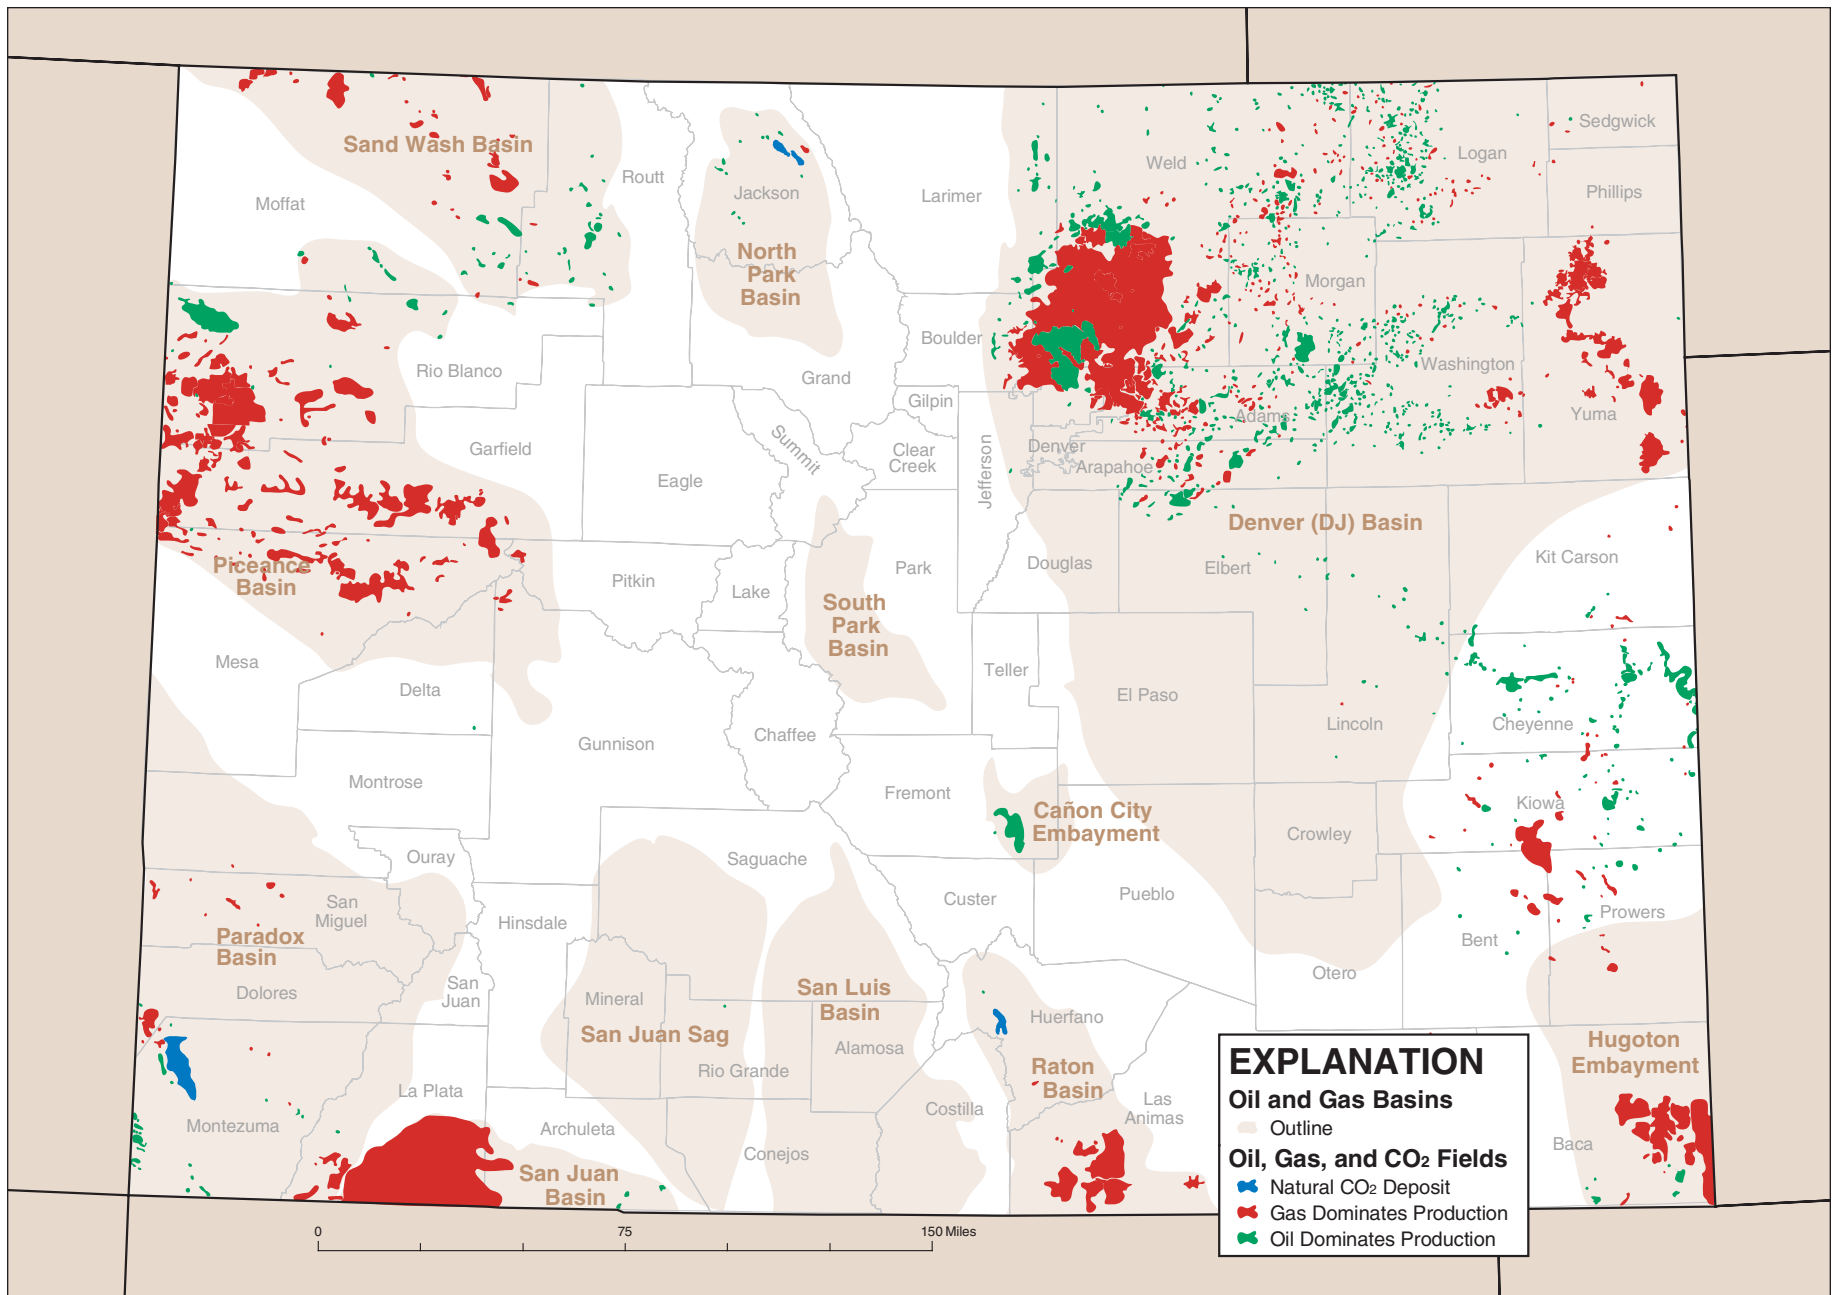 Sedgwick
Sand Wash Basin
Logan
Weld
Routt
Phillips
Jackson
Larimer
Moffat
North
Park
Basin
Morgan
Boulder
Washington
Rio Blanco
Grand
Gilpin
Yuma
Adams
Summit
Garfield
Clear
Creek
Denver
Jefferson
Arapahoe
Eagle
Denver (DJ) Basin
Kit Carson
Piceance
Basin
Park
Douglas
Elbert
Pitkin
Lake
South
Park
Basin
Mesa
Teller
Delta
El Paso
Lincoln
Cheyenne
Chaffee
Gunnison
Montrose
Fremont
Kiowa
Cañon City
Embayment
Crowley
Ouray
Saguache
Pueblo
Custer
San
Miguel
Prowers
Hinsdale
Paradox
Basin
Bent
Otero
San
Juan
Dolores
San Luis
Basin
Mineral
Huerfano
San Juan Sag
Hugoton
Embayment
Alamosa
Rio Grande
Raton
Basin
La Plata
Las
Animas
Costilla
Montezuma
Archuleta
Baca
Conejos
San Juan
Basin
EXPLANATION
Oil and Gas Basins
Outline
Oil, Gas, and CO2 Fields
Natural CO2 Deposit
Gas Dominates Production
Oil Dominates Production
0 75 150 Miles